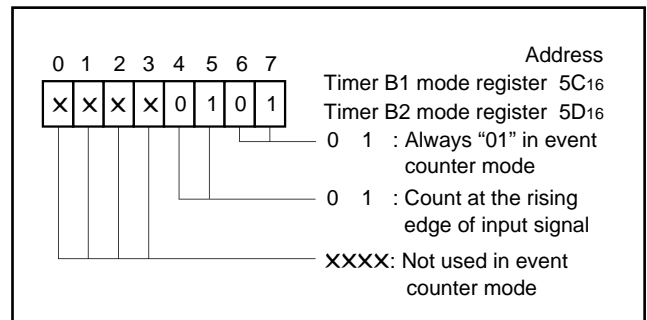 Address
0 1 2 3 4 5 6 7
Timer B1 mode register 5C16
X X X X 0 1 0 1
Timer B2 mode register 5D16
0 1 : Always “01” in event
counter mode
0 1 : Count at the rising
edge of input signal
XXXX: Not used in event
counter mode